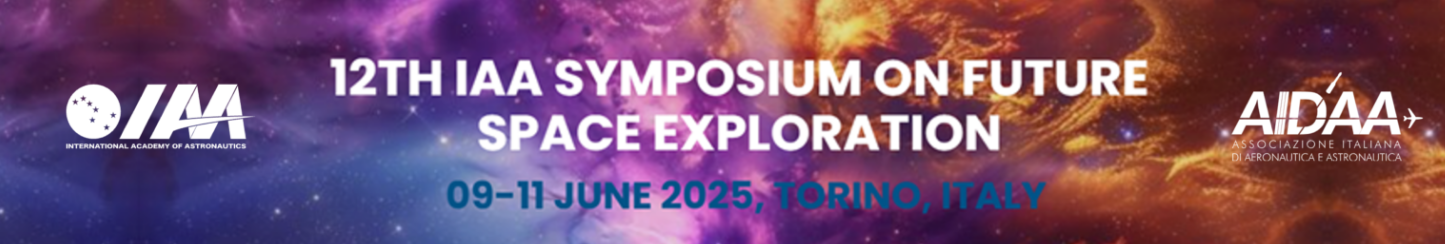 IAA
INTERNATIONAL ACADEMY OF ASTRONAUTICS
12TH IAA SYMPOSIUM ON FUTURE
SPACE EXPLORATION
09-11 JUNE 2025, TORINO, ITALY
AIDAA
ASSOCIAZIONE ITALIANA
DI AERONAUTICA E ASTRONAUTICA